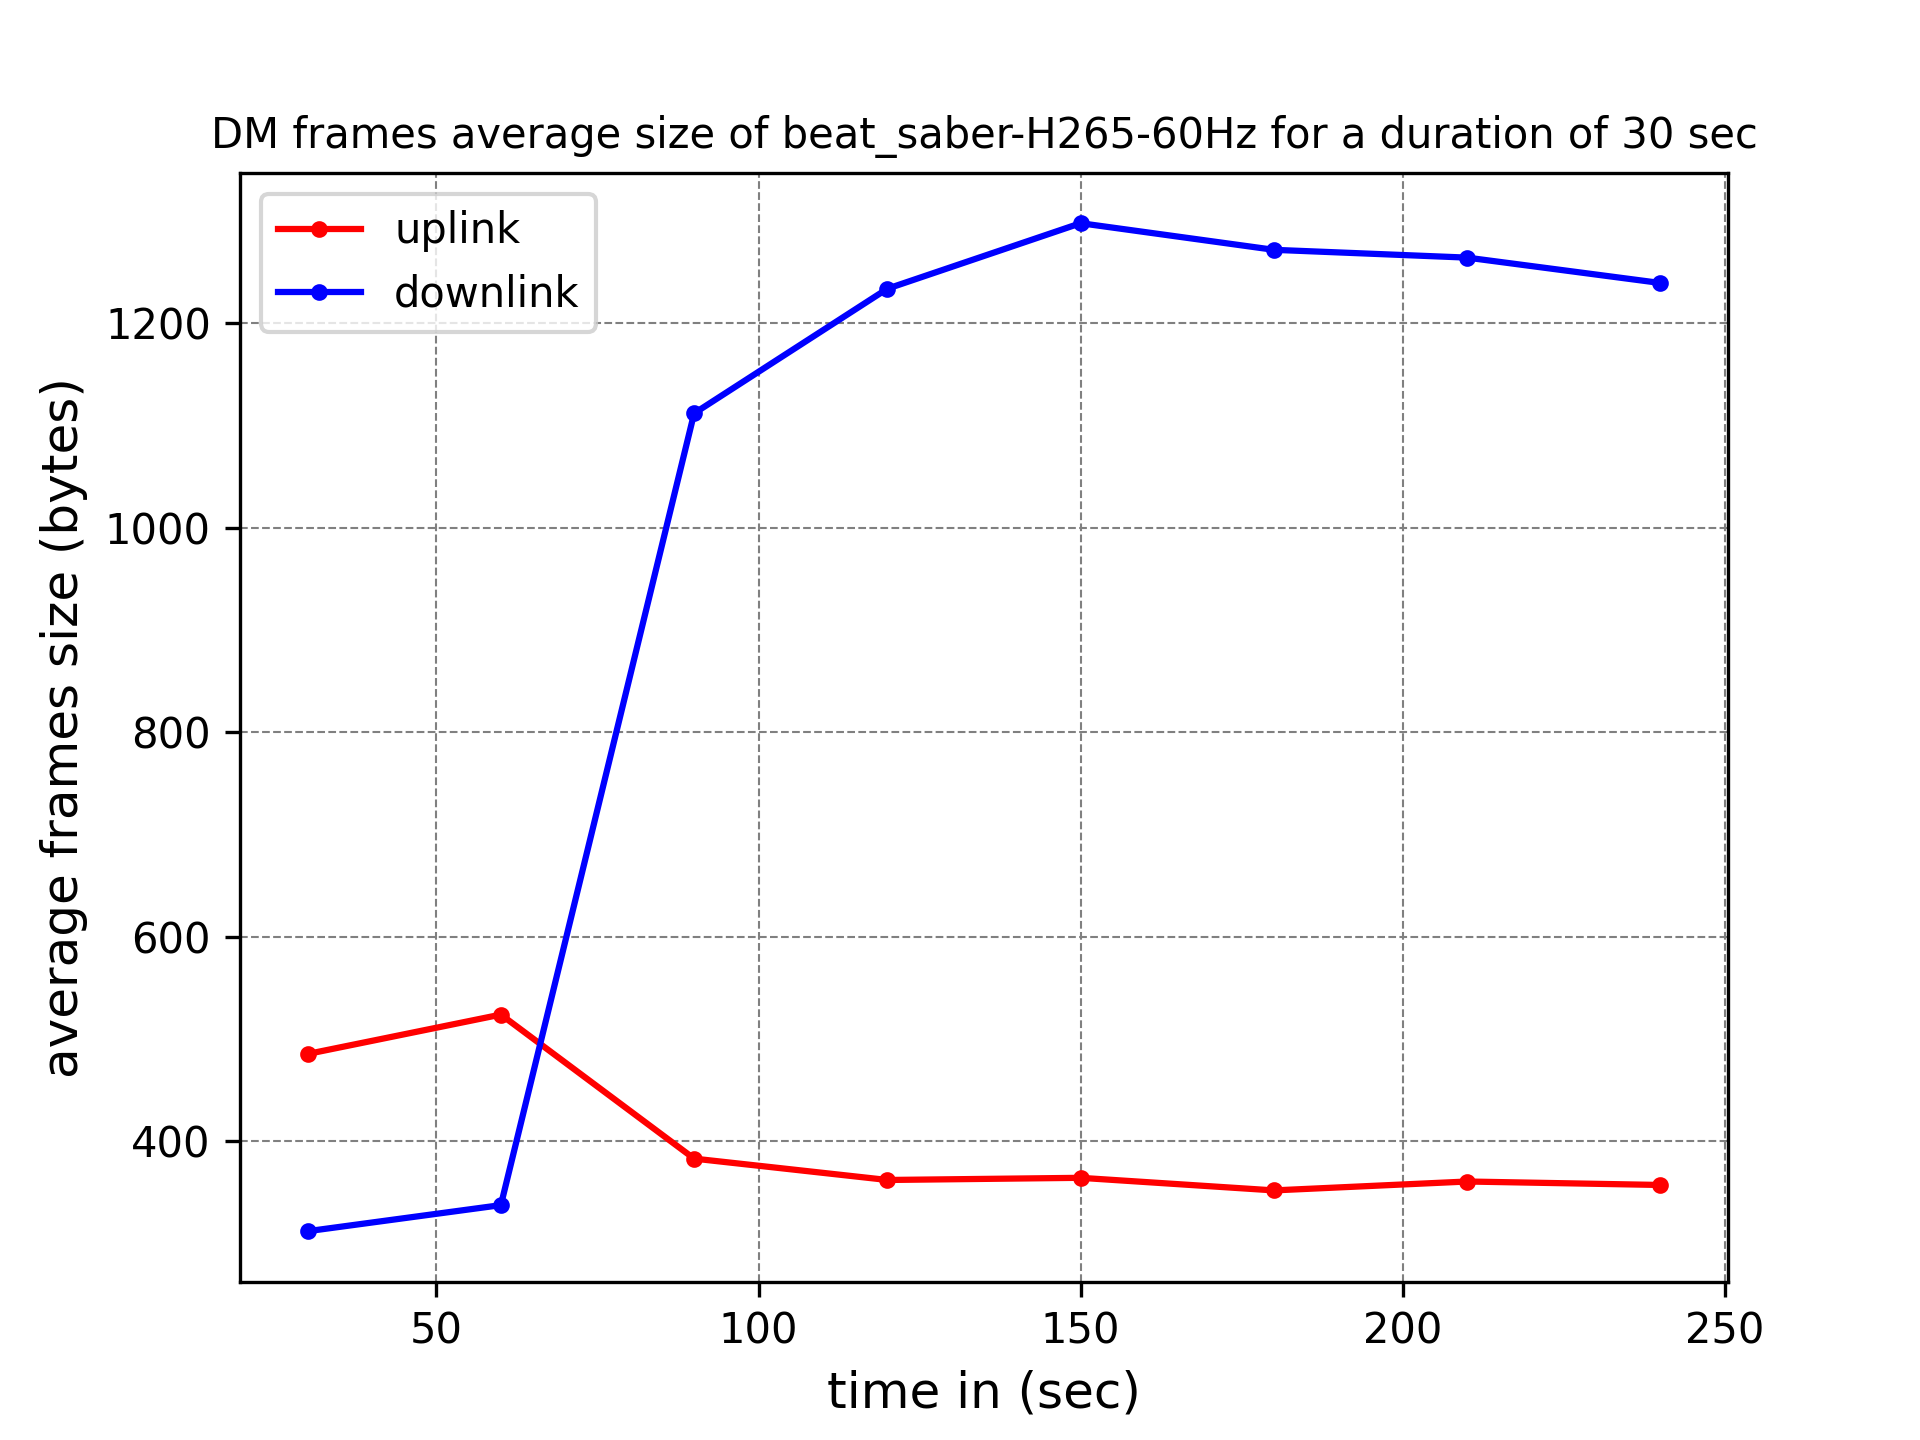 DM frames average size of beat_saber-H265-60Hz for a duration of 30 sec
uplink
downlink
1200
1000
800
600
400
average frames size (bytes)
50
100
150
200
250
time in (sec)